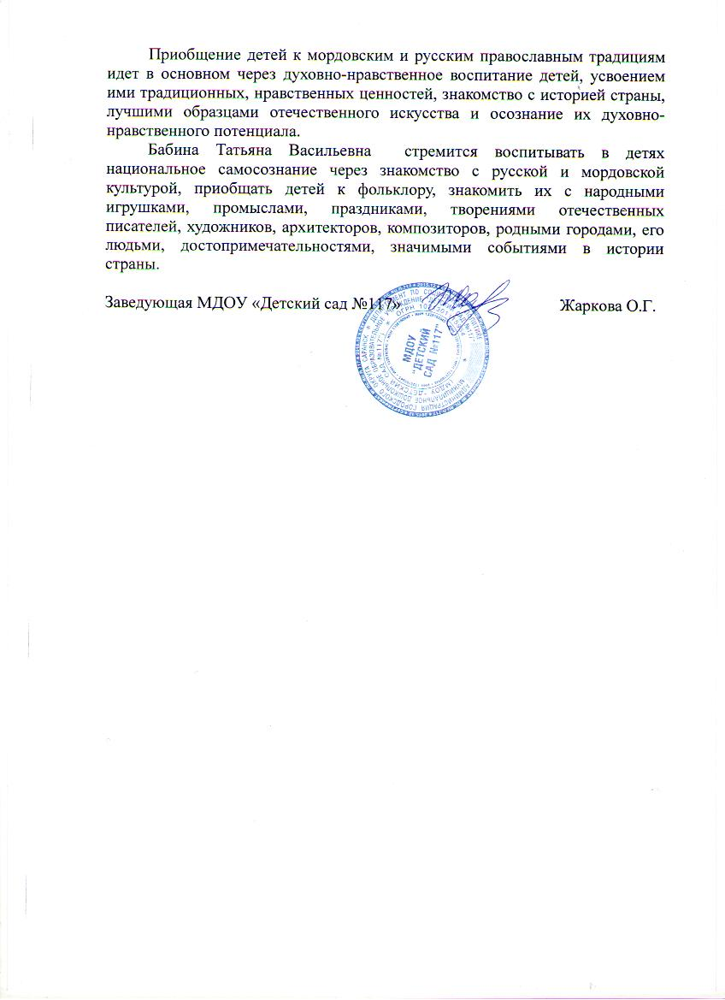 Приобщение детей к мордовским и русским православным традициям
идет в основном через духовно-нравственное воспитание детей, усвоением
ими традиционных, нравственных ценностей, знакомство с историей страны,
лучшими образцами отечественного искусства и осознание их духовно-
нравственного потенциала.
Бабина Татьяна Васильевна стремится воспитывать в детях
национальное самосознание через знакомство с русской и мордовской
культурой, приобщать детей к фольклору, знакомить их с народными
игрушками, промыслами, праздниками, творениями отечественных
писателей, художников, архитекторов, композиторов, родными городами, его
людьми, достопримечательностями, значимыми событиями в истории
страны.
Заведующая МДОУ «Детский сад №117» Жаркова О.Г.
МДОУ
"ДЕТСКИЙ
САД №117"